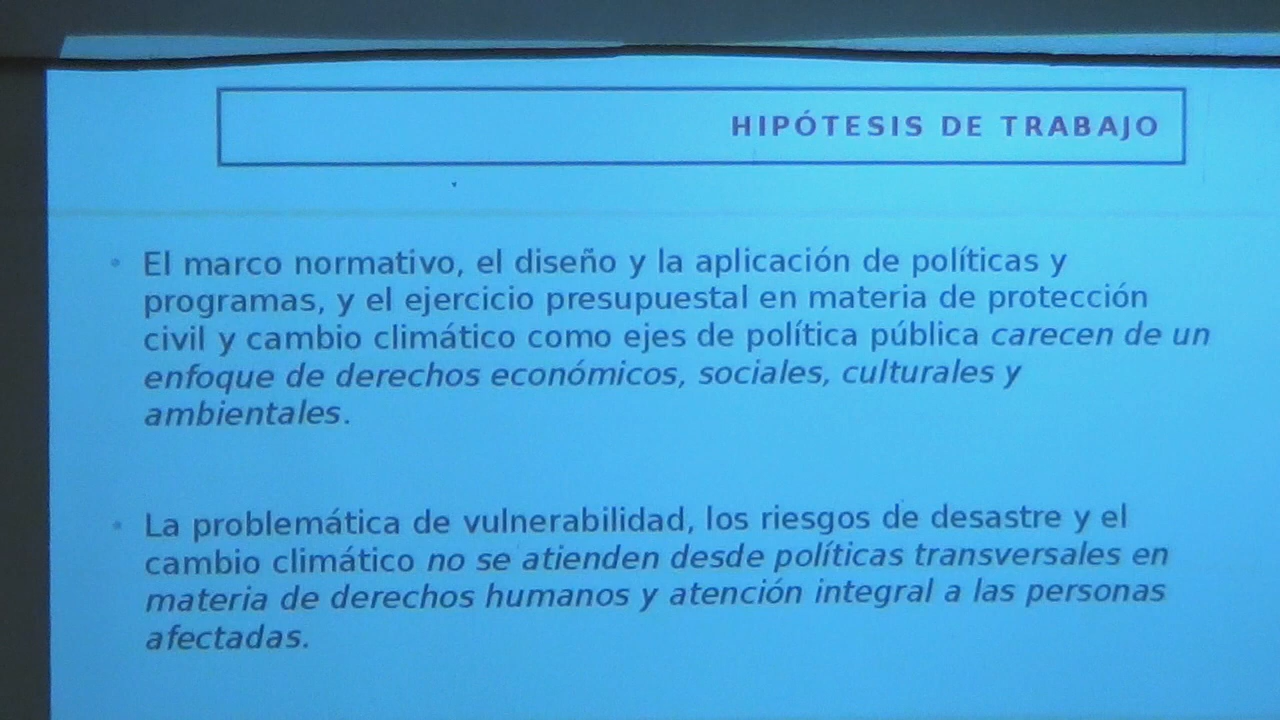 HIPÓTESIS DE TRABAJO
El marco normativo, el diseño y la aplicación de políticas y
programas, y el ejercicio presupuestal en materia de protección
civil y cambio climático como ejes de política pública carecen de un
enfoque de derechos económicos, sociales, culturales y
ambientales.
La problemática de vulnerabilidad, los riesgos de desastre y el
cambio climático no se atienden desde políticas transversales en
materia de derechos humanos y atención integral a las personas
afectadas.